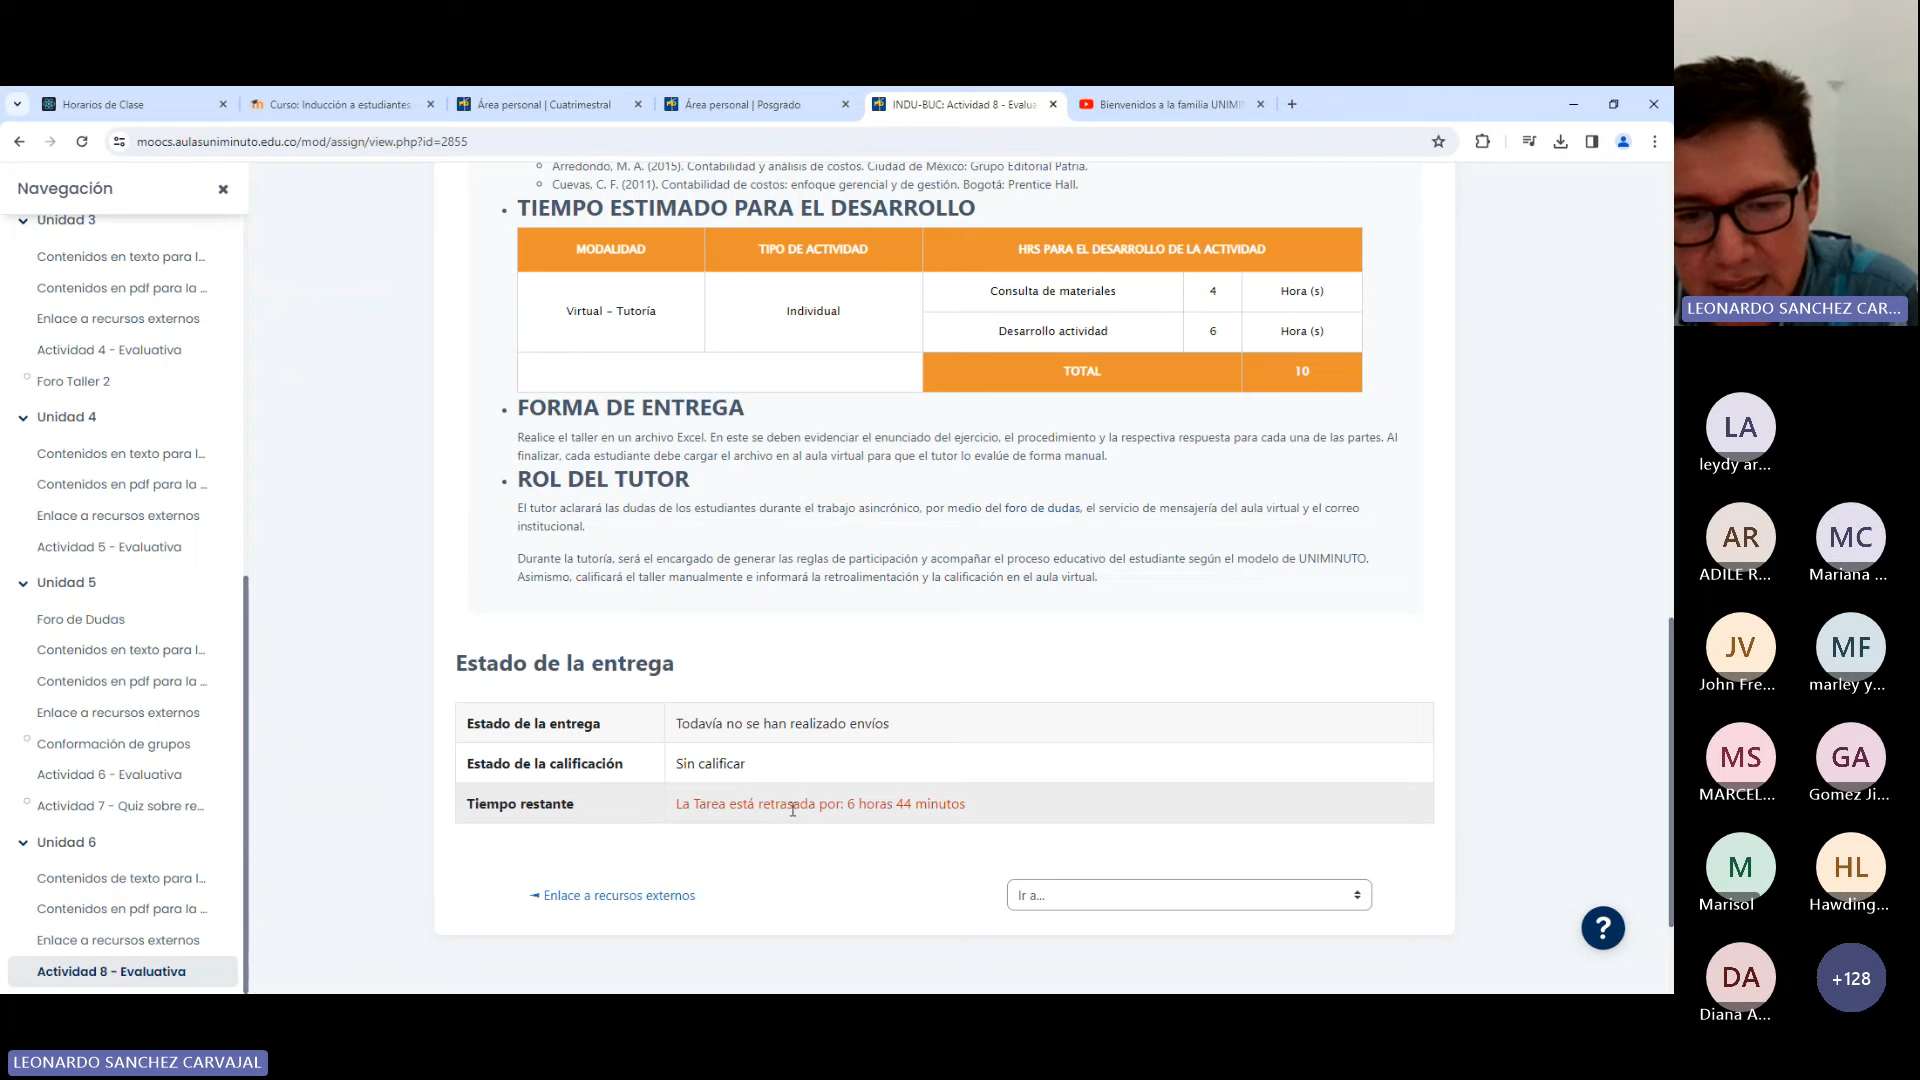 Horarios de Clase
Curso: Inducción a estudiantes
Área personal | Cuatrimestral
Área personal | Posgrado
INDU-BUC: Actividad 8 - Evalua
Bienvenidos a la familia UNIMI
moocs.aulasuniminuto.edu.co/mod/assign/view.php?id=2855
Navegación
Unidad 3
Contenidos en texto para l...
Contenidos en pdf para la ...
Enlace a recursos externos
Actividad 4 - Evaluativa
Foro Taller 2
Unidad 4
Contenidos en texto para l...
Contenidos en pdf para la ...
Enlace a recursos externos
Actividad 5 - Evaluativa
Unidad 5
Foro de Dudas
Contenidos en texto para l...
Contenidos en pdf para la ...
Enlace a recursos externos
Conformación de grupos
Actividad 6 - Evaluativa
Actividad 7 - Quiz sobre re...
Unidad 6
Contenidos de texto para l...
Contenidos en pdf para la ...
Enlace a recursos externos
Actividad 8 - Evaluativa
Arredondo, M. A. (2015). Contabilidad y análisis de costos. Ciudad de México: Grupo Editorial Patria.
Cuevas, C. F. (2011). Contabilidad de costos: enfoque gerencial y de gestión. Bogotá: Prentice Hall.
TIEMPO ESTIMADO PARA EL DESARROLLO
MODALIDAD TIPO DE ACTIVIDAD HRS PARA EL DESARROLLO DE LA ACTIVIDAD
Virtual – Tutoría Individual Consulta de materiales 4 Hora (s)
Desarrollo actividad 6 Hora (s)
TOTAL 10
FORMA DE ENTREGA
Realice el taller en un archivo Excel. En este se deben evidenciar el enunciado del ejercicio, el procedimiento y la respectiva respuesta para cada una de las partes. Al
finalizar, cada estudiante debe cargar el archivo en al aula virtual para que el tutor lo evalúe de forma manual.
ROL DEL TUTOR
El tutor aclarará las dudas de los estudiantes durante el trabajo asincrónico, por medio del foro de dudas, el servicio de mensajería del aula virtual y el correo
institucional.
Durante la tutoría, será el encargado de generar las reglas de participación y acompañar el proceso educativo del estudiante según el modelo de UNIMINUTO.
Asimismo, calificará el taller manualmente e informará la retroalimentación y la calificación en el aula virtual.
Estado de la entrega
Estado de la entrega Todavía no se han realizado envíos
Estado de la calificación Sin calificar
Tiempo restante La Tarea está retrasada por: 6 horas 44 minutos
◄ Enlace a recursos externos
Ir a...
?
LEONARDO SANCHEZ CAR...
LA
leydy ar...
AR MC
ADILE R... Mariana ...
JV MF
John Fre... marley y...
MS GA
MARCEL... Gomez Ji...
M HL
Marisol Hawding...
DA +128
Diana A...
LEONARDO SANCHEZ CARVAJAL